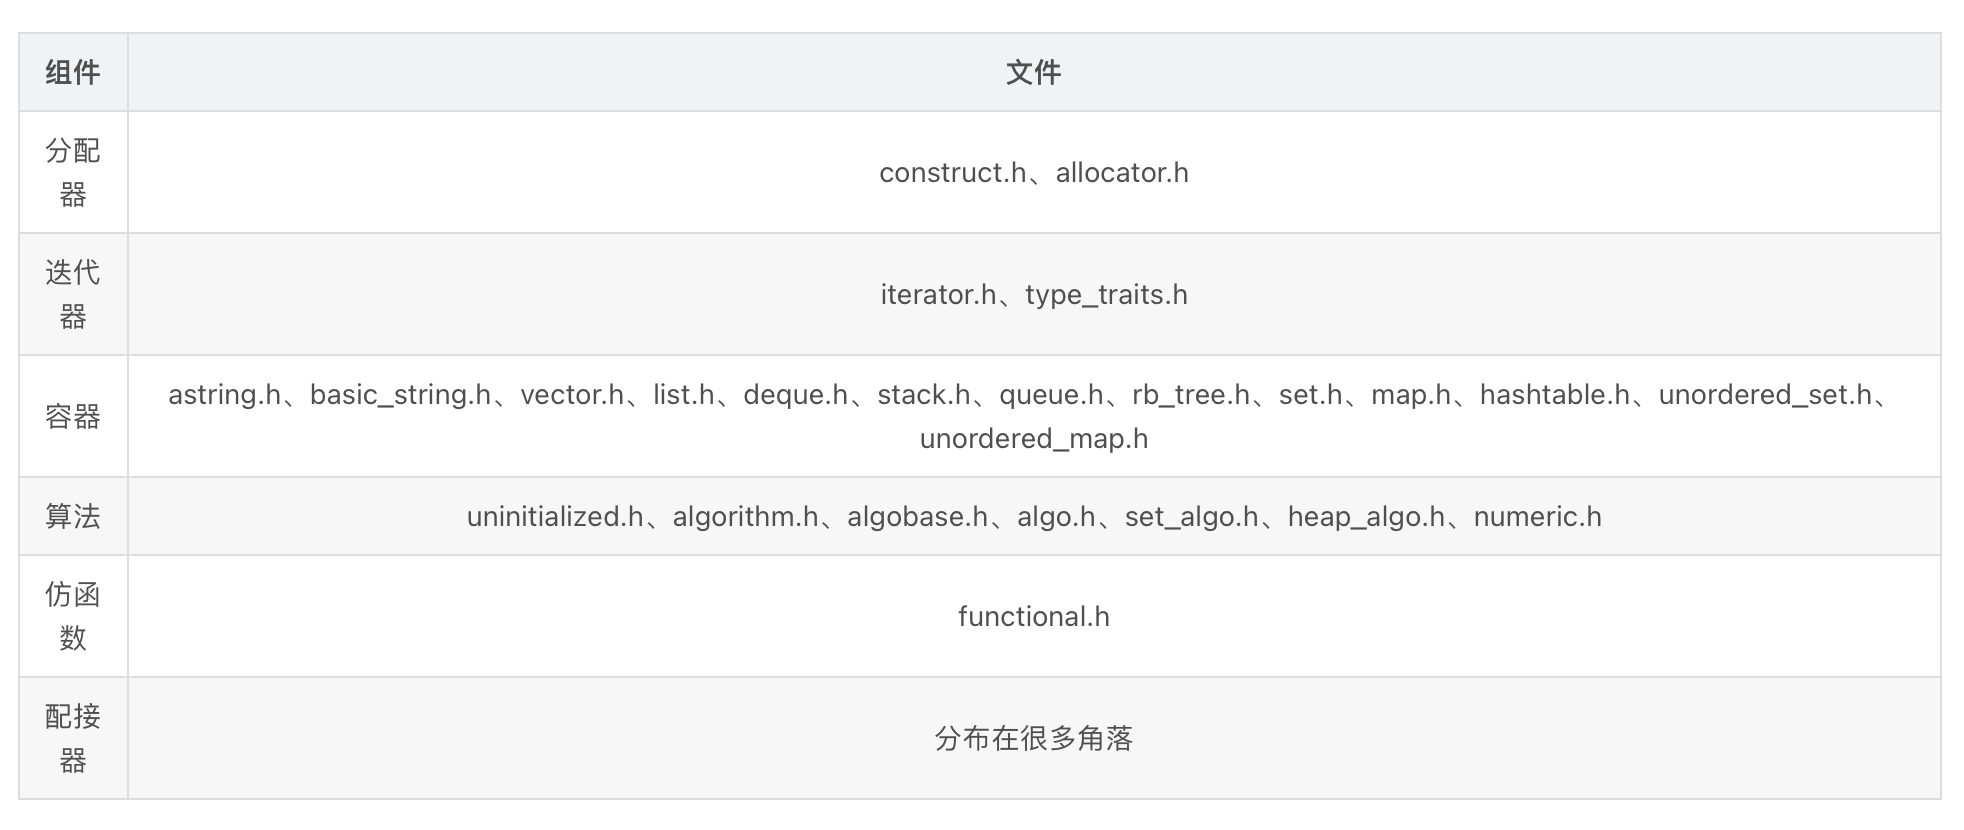 组件
文件
分配
器
construct.h、allocator.h
迭代
器
iterator.h、type_traits.h
容器
astring.h、basic_string.h、vector.h、list.h、deque.h、stack.h、queue.h、rb_tree.h、set.h、map.h、hashtable.h、unordered_set.h、
unordered_map.h
算法
uninitialized.h、algorithm.h、algobase.h、algo.h、set_algo.h、heap_algo.h、numeric.h
仿函
数
functional.h
配接
器
分布在很多角落